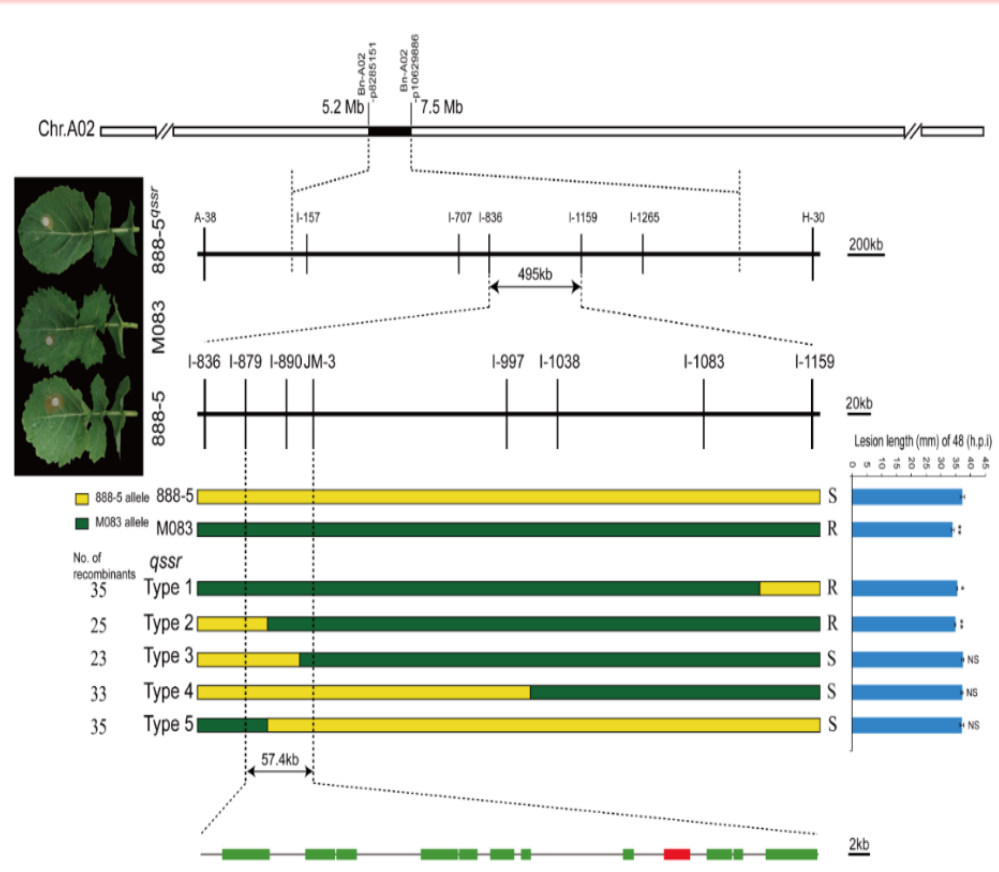 Bn-A02
-p8285151
Bn-A02
-p10629886
5.2 Mb
7.5 Mb
Chr.A02
888-5qssr
M083
888-5
A-38 I-157 I-707 I-836 I-1159 I-1265 H-30
200kb
495kb
I-836 I-879 I-890 JM-3 I-997 I-1038 I-1083 I-1159
20kb
Lesion length (mm) of 48 (h.p.i)
0 5 10 15 20 25 30 35 40 45
888-5 allele 888-5 S
M083 allele M083 R **
No. of
recombinants
qssr
35 Type 1 R *
25 Type 2 R **
23 Type 3 S NS
33 Type 4 S NS
35 Type 5 S NS
57.4kb
2kb